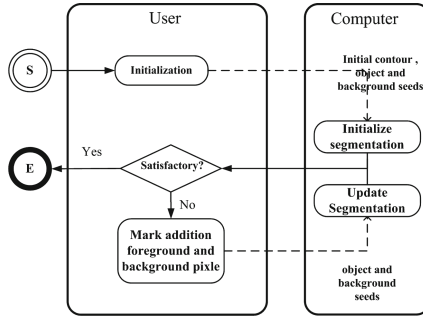 User
Computer
S
Initialization
Initial contour ,
object and
background seeds
Initialize
segmentation
E
Yes
Satisfactory?
Update
Segmentation
No
Mark addition
foreground and
background pixle
object and
background
seeds